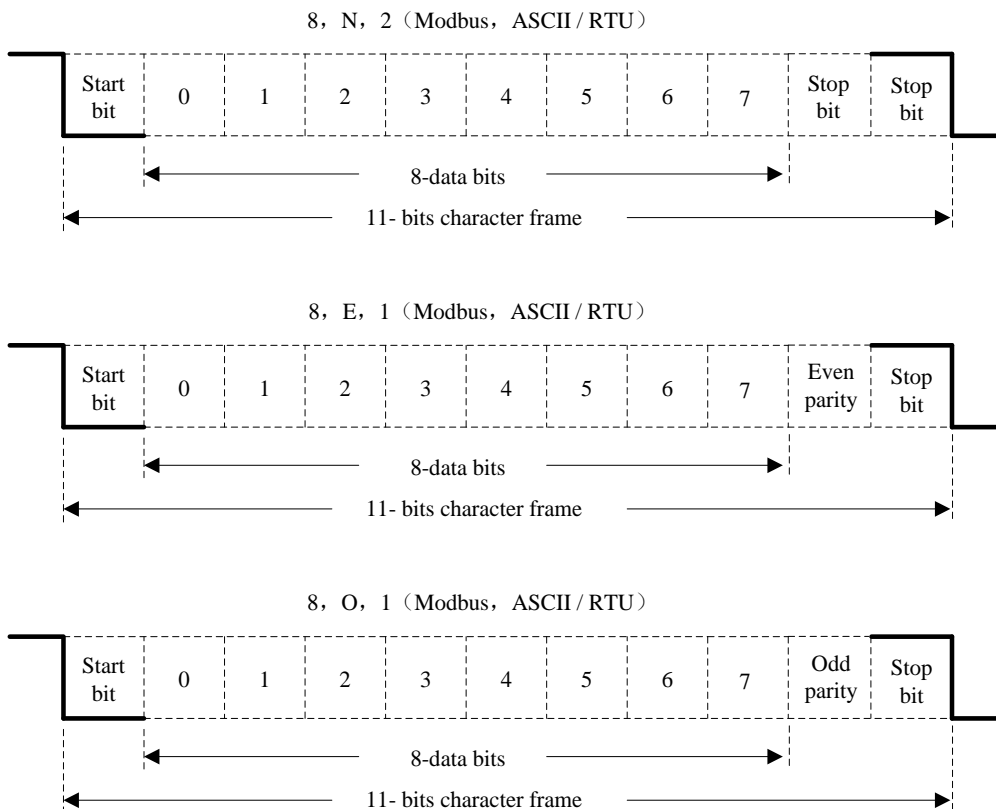 8，N，2（Modbus，ASCII / RTU）
Start bit 0 1 2 3 4 5 6 7 Stop bit Stop bit
8-data bits
11- bits character frame
8，E，1（Modbus，ASCII / RTU）
Start bit 0 1 2 3 4 5 6 7 Even parity Stop bit
8-data bits
11- bits character frame
8，O，1（Modbus，ASCII / RTU）
Start bit 0 1 2 3 4 5 6 7 Odd parity Stop bit
8-data bits
11- bits character frame